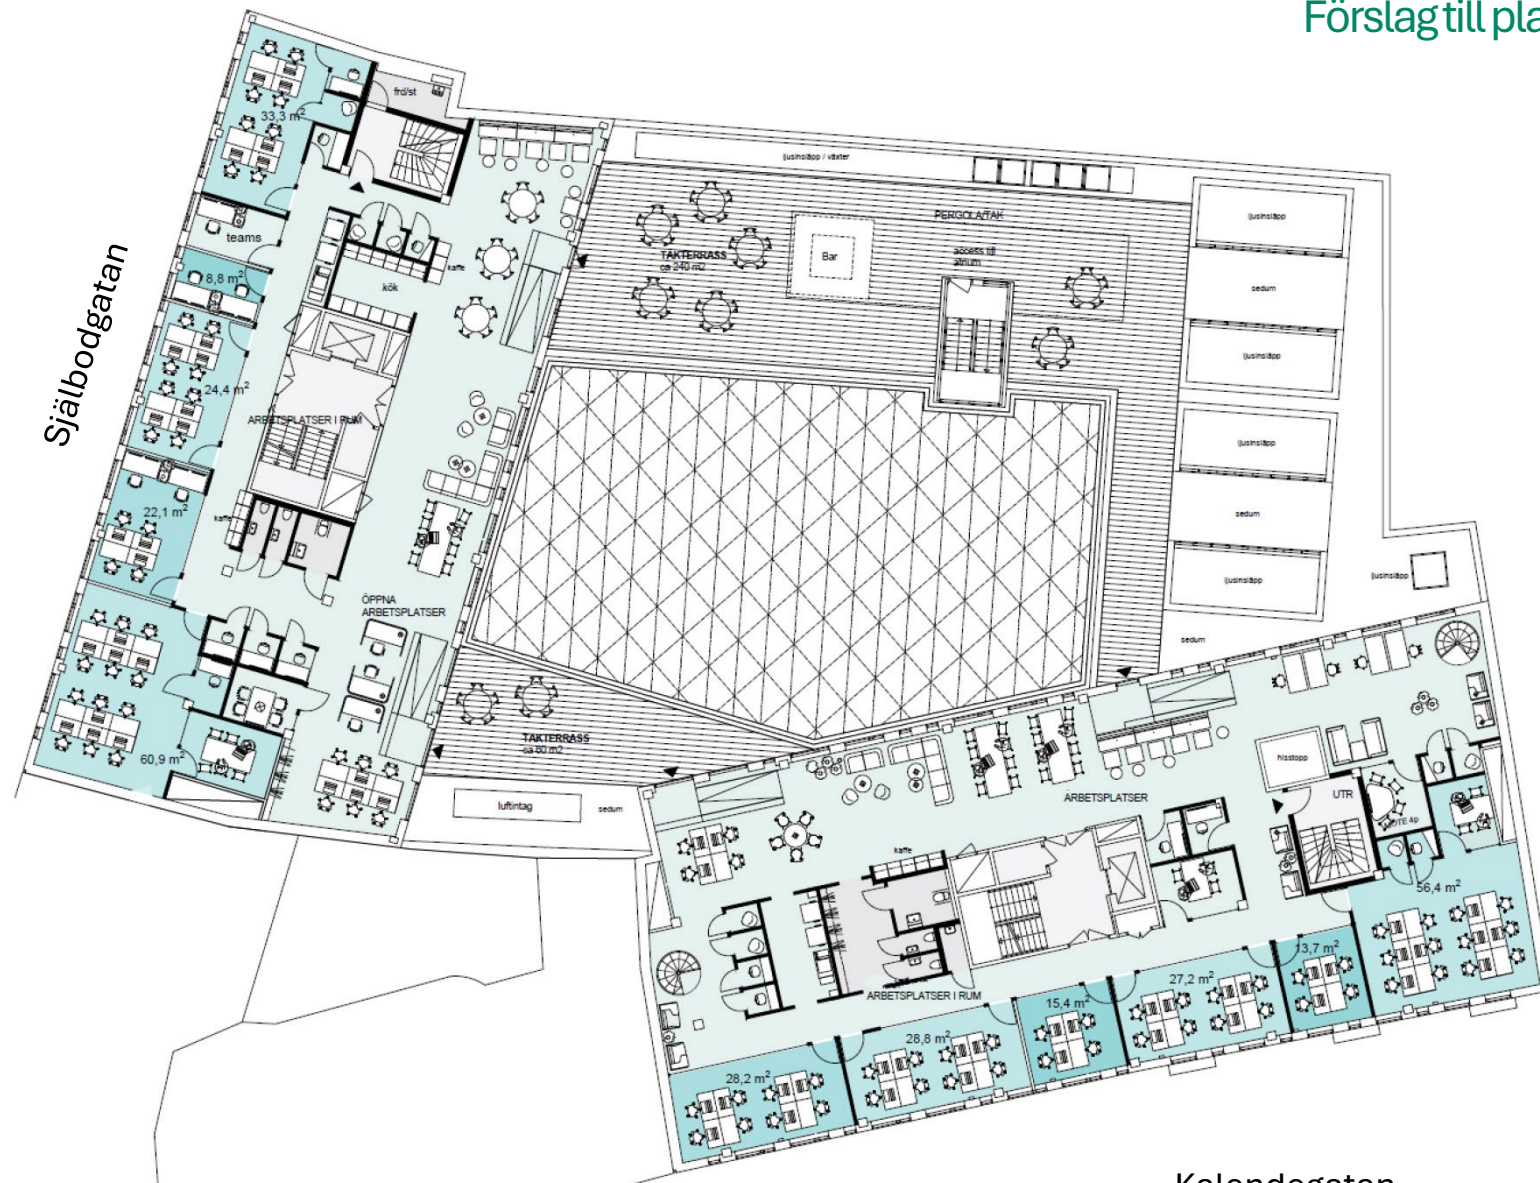 Förslag till pla
Själbodgatan
frd/st
33,3 m²
teams
8,8 m²
kaffe
kök
24,4 m²
ARBETSPLATSER I RUM
22,1 m²
kaffe
ÖPPNA
ARBETSPLATSER
60,9 m²
ljusinsläpp / växter
PERGOLA/TAK
TAKTERRASS
ca 240 m2
Bar
access till
atrium
ljusinsläpp
sedum
ljusinsläpp
ljusinsläpp
sedum
ljusinsläpp
ljusinsläpp
sedum
TAKTERRASS
ca 60 m2
luftintag
sedum
hisstopp
ARBETSPLATSER
UTR
MÖTE 4p
kaffe
56,4 m²
ARBETSPLATSER I RUM
13,7 m²
27,2 m²
15,4 m²
28,8 m²
28,2 m²
Kalendegatan